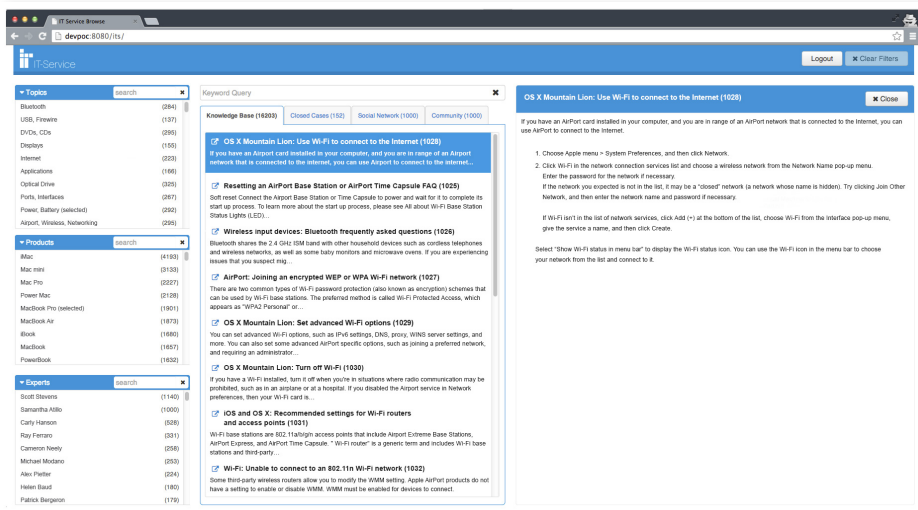 IT Service Browse
devpoc:8080/its/
IT-Service
Logout
Clear Filters
Topics
search
Bluetooth (284)
USB, Firewire (137)
DVDs, CDs (295)
Displays (155)
Internet (223)
Applications (166)
Optical Drive (325)
Ports, Interfaces (267)
Power, Battery (selected) (292)
Airport, Wireless, Networking (295)
Products
search
iMac (4193)
Mac mini (3133)
Mac Pro (2227)
Power Mac (2128)
MacBook Pro (selected) (1901)
MacBook Air (1873)
iBook (1680)
MacBook (1657)
PowerBook (1632)
Experts
search
Scott Stevens (1140)
Samantha Atilio (1000)
Carly Hanson (528)
Ray Ferraro (331)
Cameron Neely (258)
Michael Modano (253)
Alex Pietler (224)
Helen Baud (180)
Patrick Bergeron (179)
Keyword Query
Knowledge Base (16203) Closed Cases (152) Social Network (1000) Community (1000)
OS X Mountain Lion: Use Wi-Fi to connect to the Internet (1028)
If you have an Airport card installed in your computer, and you are in range of an AirPort
network that is connected to the internet, you can use AirPort to connect to the internet...
Resetting an AirPort Base Station or AirPort Time Capsule FAQ (1025)
Soft reset Connect the Airport Base Station or Time Capsule to power and wait for it to complete its
start up process. To learn more about the start up process, please see All about Wi-Fi Base Station
Status Lights (LED)...
Wireless input devices: Bluetooth frequently asked questions (1026)
Bluetooth shares the 2.4 GHz ISM band with other household devices such as cordless telephones
and wireless networks, as well as some baby monitors and microwave ovens. If you are experiencing
issues that you suspect mig...
AirPort: Joining an encrypted WEP or WPA Wi-Fi network (1027)
There are two common types of Wi-Fi password protection (also known as encryption) schemes that
can be used by Wi-Fi base stations. The preferred method is called Wi-Fi Protected Access, which
appears as "WPA2 Personal" or...
OS X Mountain Lion: Set advanced Wi-Fi options (1029)
You can set advanced Wi-Fi options, such as IPv6 settings, DNS, proxy, WINS server settings, and
more. You can also set some advanced AirPort specific options, such as joining a preferred network,
and requiring an administrator...
OS X Mountain Lion: Turn off Wi-Fi (1030)
If you have a Wi-Fi installed, turn it off when you're in situations where radio communication may be
prohibited, such as in an airplane or at a hospital. If you disabled the Airport service in Network
preferences, then your Wi-Fi card is...
iOS and OS X: Recommended settings for Wi-Fi routers
and access points (1031)
Wi-Fi base stations are 802.11a/b/g/n access points that include Airport Extreme Base Stations,
AirPort Express, and AirPort Time Capsule. " Wi-Fi router" is a generic term and includes Wi-Fi base
stations and third-party...
Wi-Fi: Unable to connect to an 802.11n Wi-Fi network (1032)
Some third-party wireless routers allow you to modify the WMM setting. Apple AirPort products do not
have a setting to enable or disable WMM. WMM must be enabled for devices to connect.
OS X Mountain Lion: Use Wi-Fi to connect to the Internet (1028)
Close
If you have an AirPort card installed in your computer, and you are in range of an AirPort network that is connected to the internet, you can
use AirPort to connect to the internet.
1. Choose Apple menu > System Preferences, and then click Network.
2. Click Wi-Fi in the network connection services list and choose a wireless network from the Network Name pop-up menu.
Enter the password for the network if necessary.
If the network you expected is not in the list, it may be a "closed" network (a network whose name is hidden). Try clicking Join Other
Network, and then enter the network name and password if necessary.
If Wi-Fi isn't in the list of network services, click Add (+) at the bottom of the list, choose Wi-Fi from the Interface pop-up menu,
give the service a name, and then click Create.
Select "Show Wi-Fi status in menu bar" to display the Wi-Fi status icon. You can use the Wi-Fi icon in the menu bar to choose
your network from the list and connect to it.